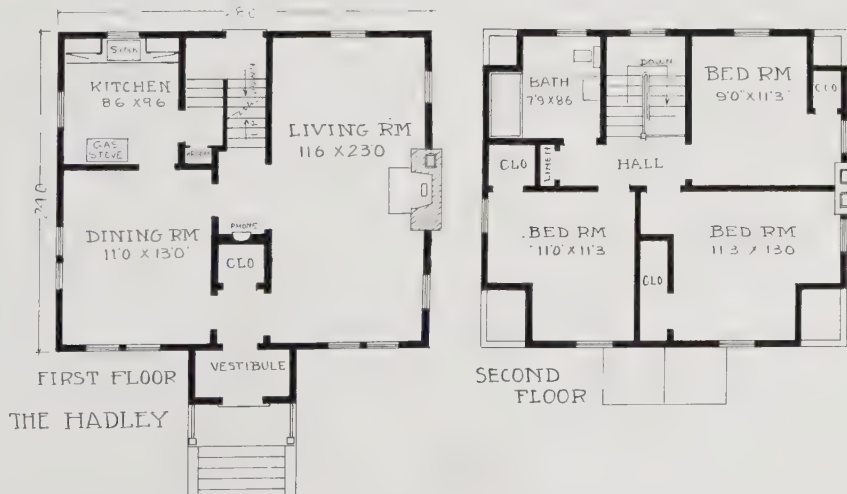 SINK
KITCHEN
8 6 X 9 6
GAS
STOVE
DOWN
LIVING RM
11 6 X 23 0
DINING RM
11'0 X 13'0"
PHONE
CLO
VESTIBULE
FIRST FLOOR
THE HADLEY
BATH
7'9 X 8 6
DOWN
BED RM
9'0" X 11'3"
CLO
CLO
LINEN
HALL
BED RM
11'0" X 11'3
BED RM
11 3 X 13 0
CLO
SECOND
FLOOR